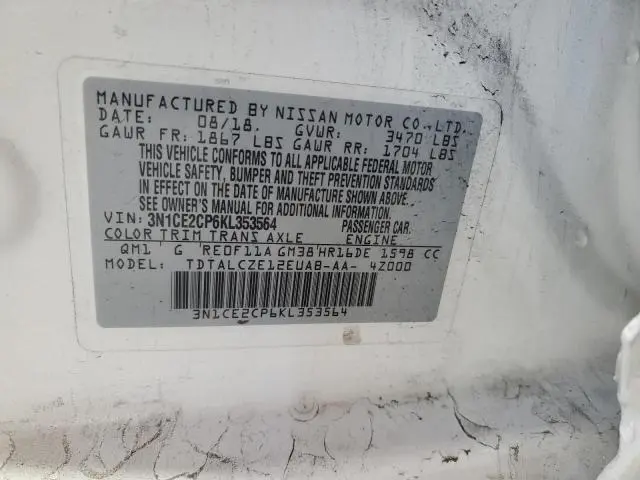 MANUFACTURED BY NISSAN MOTOR CO.,LTD.
DATE: 08/18. GVWR: 3470 LBS
GAWR FR: 1867 LBS GAWR RR: 1704 LBS
THIS VEHICLE CONFORMS TO ALL APPLICABLE FEDERAL MOTOR
VEHICLE SAFETY, BUMPER AND THEFT PREVENTION STANDARDS
IN EFFECT ON THE DATE OF MANUFACTURE SHOWN ABOVE.
SEE OWNER'S MANUAL FOR ADDITIONAL INFORMATION.
VIN: 3N1CE2CP6KL353564 PASSENGER CAR.
COLOR TRIM TRANS AXLE ENGINE
QM1 G RE0F11A GM38 HR16DE 1598 CC
MDTM: TDTALCZE12EUAB-AA- 4Z000
3N1CE2CP6KL353564